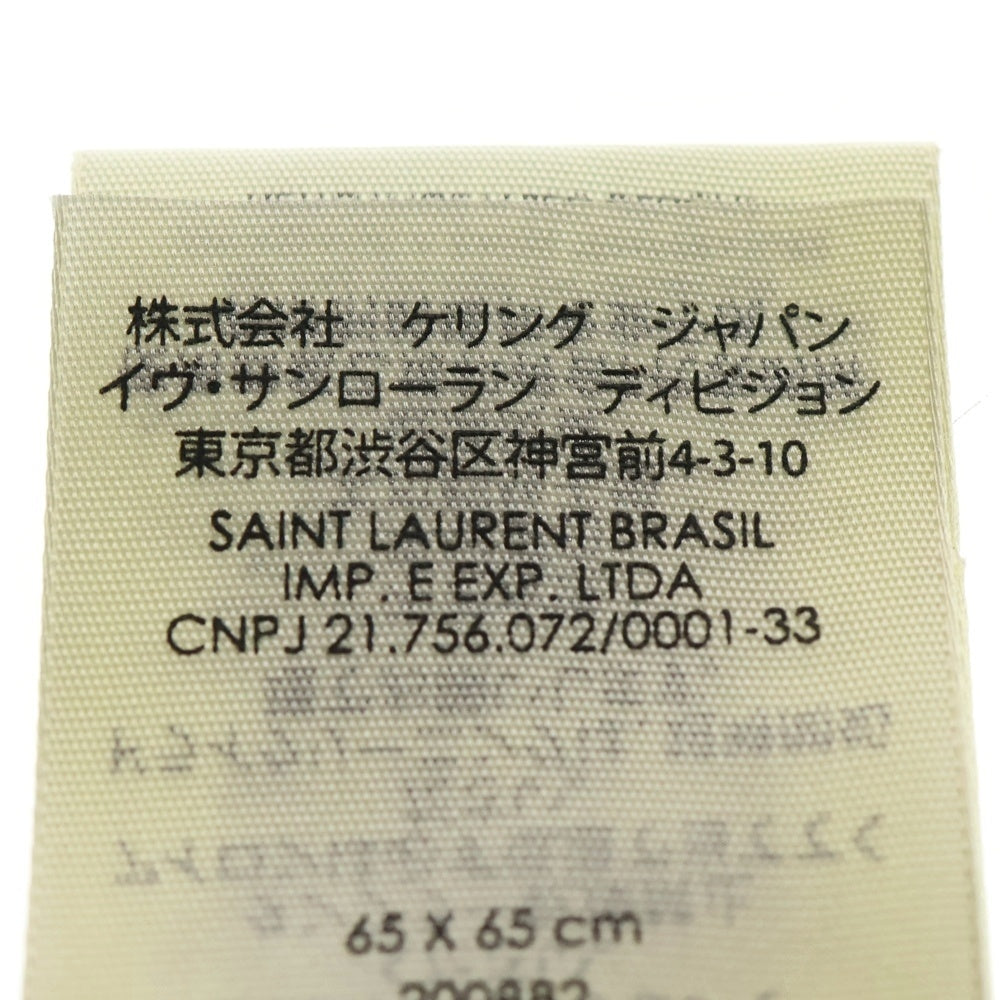 株式会社 ケリング ジャパン
イヴ・サンローラン ディビジョン
東京都渋谷区神宮前4-3-10
SAINT LAURENT BRASIL
IMP. E EXP. LTDA
CNPJ 21.756.072/0001-33
65 X 65 cm
200882